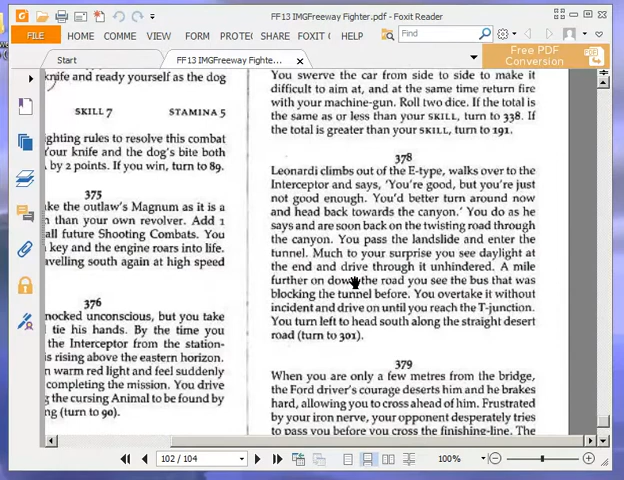 FF13 IMGFreeway Fighter.pdf - Foxit Reader
FILE HOME COMME VIEW FORM PROTE SHARE FOXIT C HELP Find
Start FF13 IMGFreeway Fighte... Free PDF
Conversion
knife and ready yourself as the dog
SKILL 7 STAMINA 5
ghting rules to resolve this combat
Your knife and the dog's bite both
by 2 points. If you win, turn to 89.
375
ke the outlaw's Magnum as it is a
n than your own revolver. Add 1
all future Shooting Combats. You
key and the engine roars into life.
avelling south again at high speed
376
nocked unconscious, but you take
tie his hands. By the time you
the Interceptor from the station-
is rising above the eastern horizon.
n warm red light and feel suddenly
completing the mission. You drive
g the cursing Animal to be found by
ng (turn to 90).
You swerve the car from side to side to make it
difficult to aim at, and at the same time return fire
with your machine-gun. Roll two dice. If the total is
the same as or less than your SKILL, turn to 338. If
the total is greater than your SKILL, turn to 191.
378
Leonardi climbs out of the E-type, walks over to the
Interceptor and says, 'You're good, but you're just
not good enough. You'd better turn around now
and head back towards the canyon.' You do as he
says and are soon back on the twisting road through
the canyon. You pass the landslide and enter the
tunnel. Much to your surprise you see daylight at
the end and drive through it unhindered. A mile
further on down the road you see the bus that was
blocking the tunnel before. You overtake it without
incident and drive on until you reach the T-junction.
You turn left to head south along the straight desert
road (turn to 301).
379
When you are only a few metres from the bridge,
the Ford driver's courage deserts him and he brakes
hard, allowing you to cross ahead of him. Frustrated
by your iron nerve, your opponent desperately tries
to pass you before you cross the finishing-line. The
102 / 104 100%